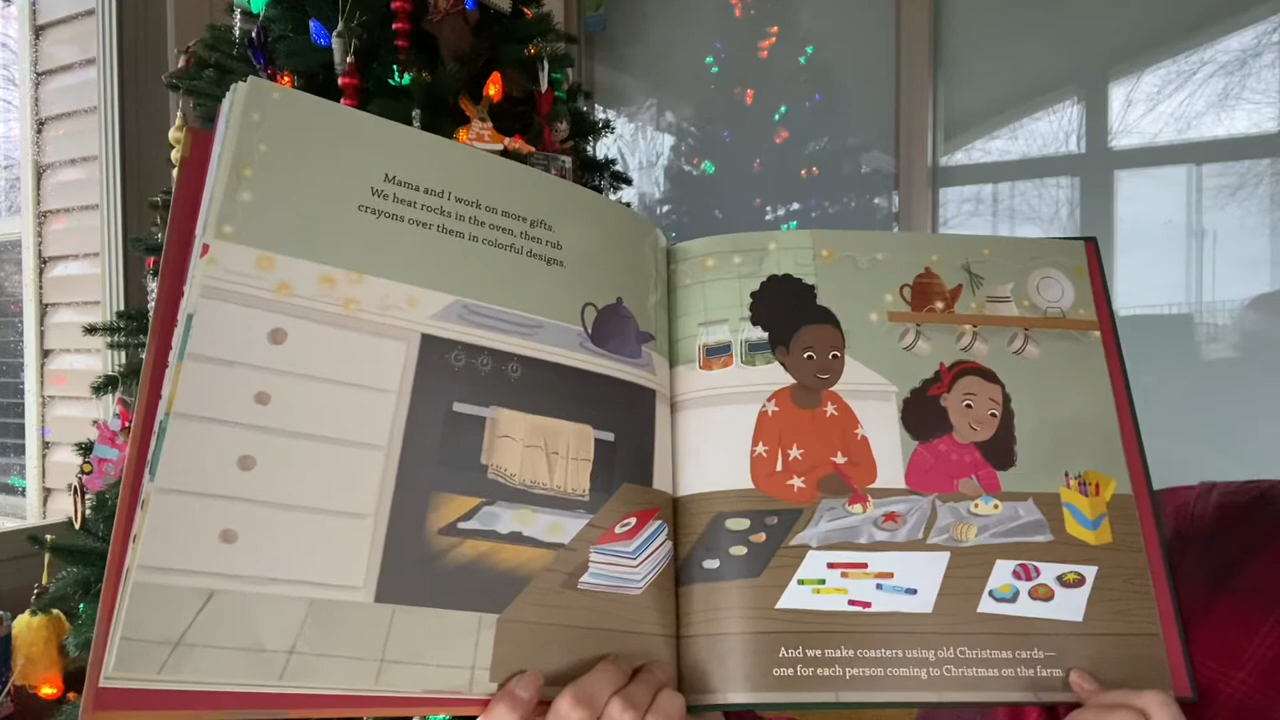 Mama and I work on more gifts.
We heat rocks in the oven, then rub
crayons over them in colorful designs.
And we make coasters using old Christmas cards—
one for each person coming to Christmas on the farm.